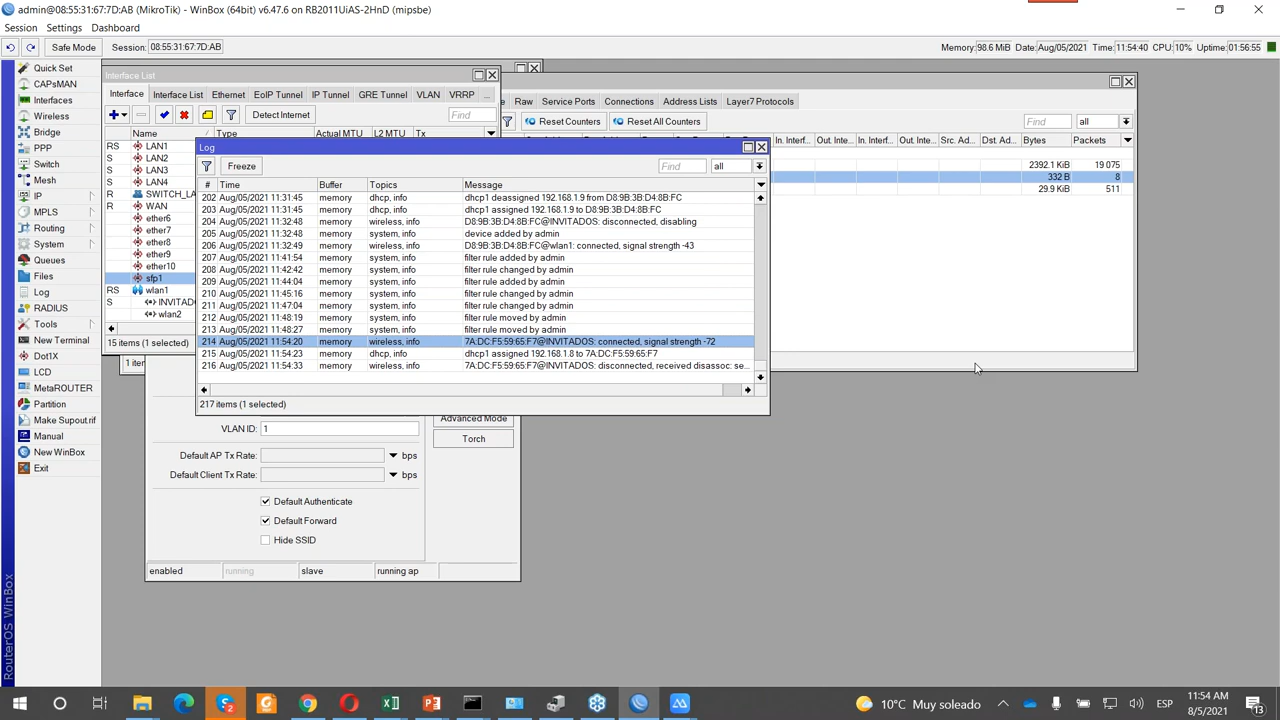 admin@08:55:31:67:7D:AB (MikroTik) - WinBox (64bit) v6.47.6 on RB2011UiAS-2HnD (mipsbe)
Session Settings Dashboard
Safe Mode Session: 08:55:31:67:7D:AB Memory: 98.6 MiB Date: Aug/05/2021 Time: 11:54:40 CPU: 10% Uptime: 01:56:55
Quick Set
CAPsMAN
Interfaces
Wireless
Bridge
PPP
Switch
Mesh
IP
MPLS
Routing
System
Queues
Files
Log
RADIUS
Tools
New Terminal
Dot1X
LCD
MetaROUTER
Partition
Make Supout.rif
Manual
New WinBox
Exit
RouterOS WinBox
Interface List
Interface Interface List Ethernet EoIP Tunnel IP Tunnel GRE Tunnel VLAN VRRP ...
Detect Internet Find
Name Type Actual MTU L2 MTU Tx
RS LAN1
S LAN2
S LAN3
S LAN4
R SWITCH_LA
R WAN
ether6
ether7
ether8
ether9
ether10
sfp1
RS wlan1
S INVITADO
wlan2
15 items (1 selected)
1 iter
Raw Service Ports Connections Address Lists Layer7 Protocols
Reset Counters Reset All Counters Find all
In. Interf... Out. Inte... In. Interf... Out. Inte... Src. Ad... Dst. Ad... Bytes Packets
2392.1 KiB 19 075
332 B 8
29.9 KiB 511
Log
Freeze Find all
# Time Buffer Topics Message
202 Aug/05/2021 11:31:45 memory dhcp, info dhcp1 deassigned 192.168.1.9 from D8:9B:3B:D4:8B:FC
203 Aug/05/2021 11:31:45 memory dhcp, info dhcp1 assigned 192.168.1.9 to D8:9B:3B:D4:8B:FC
204 Aug/05/2021 11:32:48 memory wireless, info D8:9B:3B:D4:8B:FC@INVITADOS: disconnected, disabling
205 Aug/05/2021 11:32:48 memory system, info device added by admin
206 Aug/05/2021 11:32:49 memory wireless, info D8:9B:3B:D4:8B:FC@wlan1: connected, signal strength -43
207 Aug/05/2021 11:41:54 memory system, info filter rule added by admin
208 Aug/05/2021 11:42:42 memory system, info filter rule changed by admin
209 Aug/05/2021 11:44:04 memory system, info filter rule added by admin
210 Aug/05/2021 11:45:16 memory system, info filter rule changed by admin
211 Aug/05/2021 11:47:04 memory system, info filter rule changed by admin
212 Aug/05/2021 11:48:19 memory system, info filter rule moved by admin
213 Aug/05/2021 11:48:27 memory system, info filter rule moved by admin
214 Aug/05/2021 11:54:20 memory wireless, info 7A:DC:F5:59:65:F7@INVITADOS: connected, signal strength -72
215 Aug/05/2021 11:54:23 memory dhcp, info dhcp1 assigned 192.168.1.8 to 7A:DC:F5:59:65:F7
216 Aug/05/2021 11:54:33 memory wireless, info 7A:DC:F5:59:65:F7@INVITADOS: disconnected, received disassoc: se...
217 items (1 selected)
Advanced Mode
VLAN ID: 1
Torch
Default AP Tx Rate: bps
Default Client Tx Rate: bps
Default Authenticate
Default Forward
Hide SSID
enabled running slave running ap
10°C Muy soleado ESP 11:54 AM
8/5/2021
13